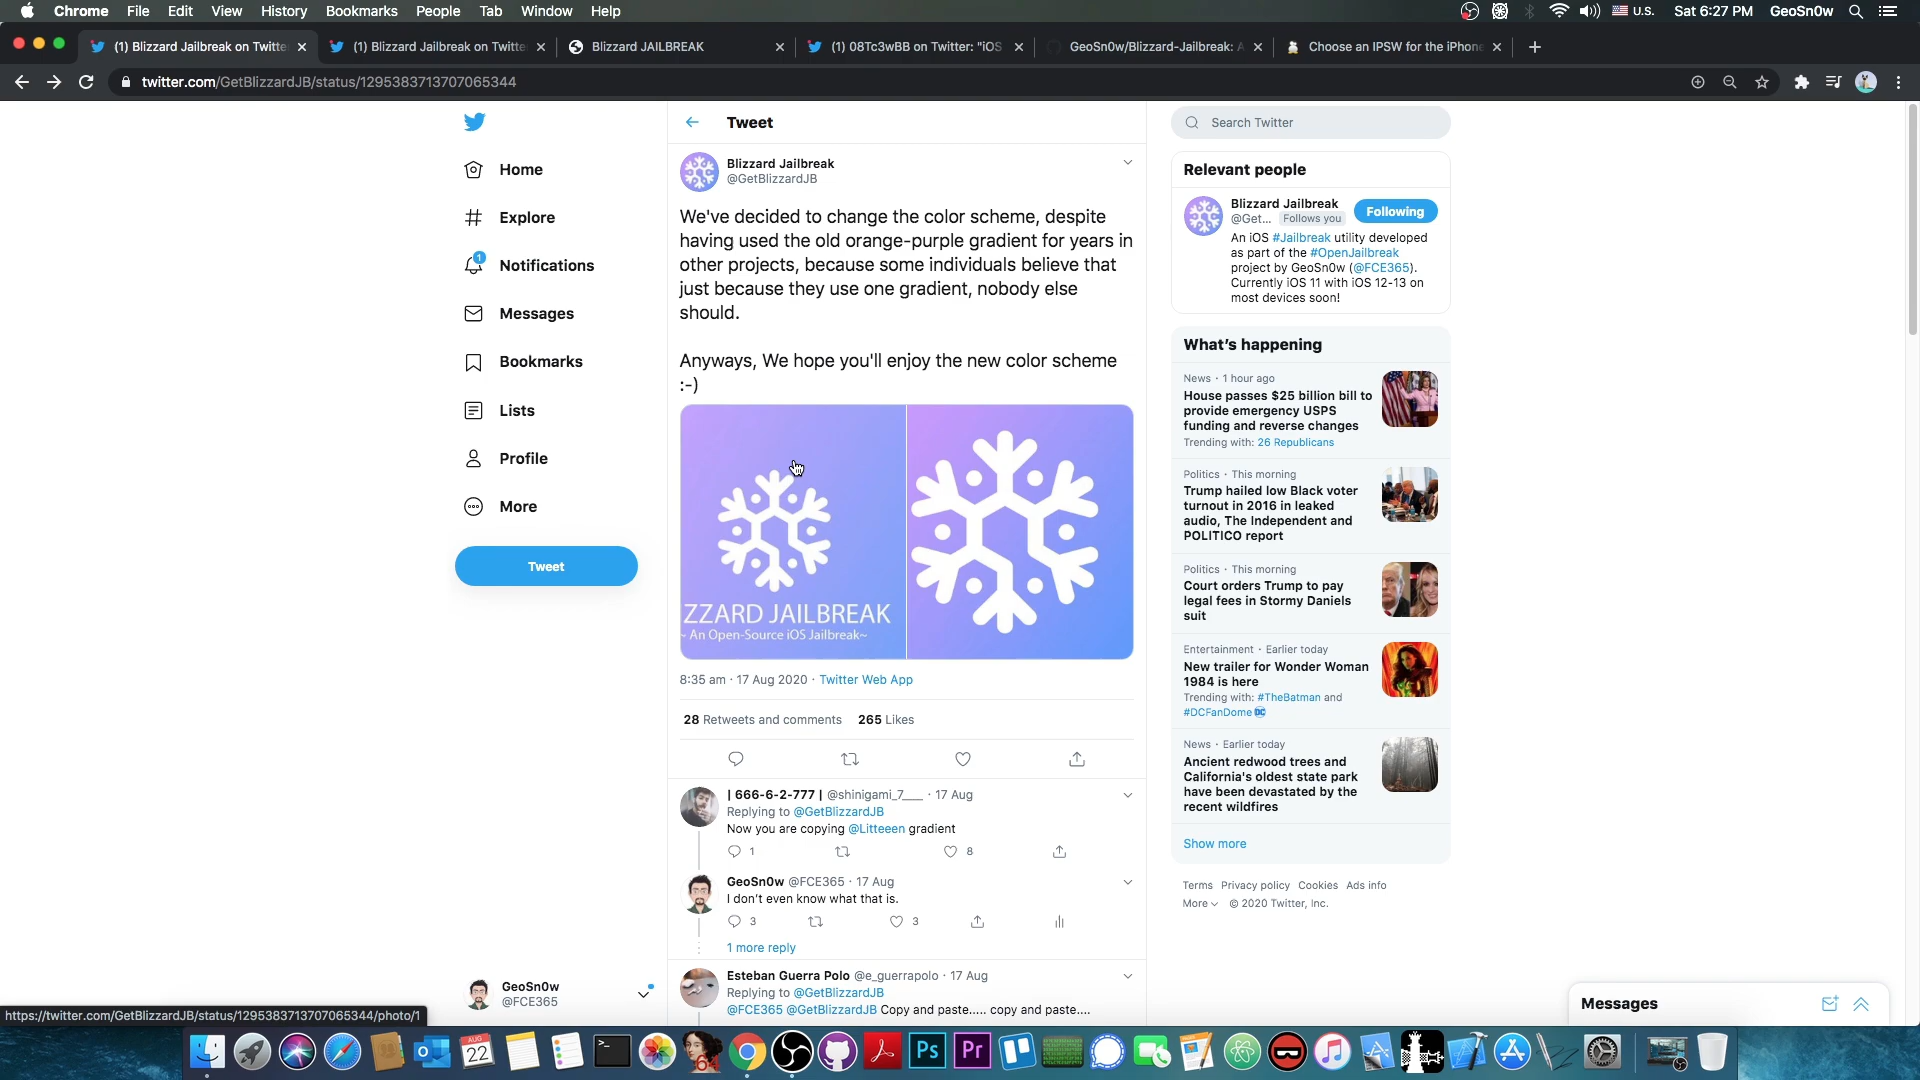 Chrome File Edit View History Bookmarks People Tab Window Help
U.S. Sat 6:27 PM GeoSn0w
(1) Blizzard Jailbreak on Twitte
(1) Blizzard Jailbreak on Twitte
Blizzard JAILBREAK
(1) 08Tc3wBB on Twitter: "iOS
GeoSn0w/Blizzard-Jailbreak: A
Choose an IPSW for the iPhone
twitter.com/GetBlizzardJB/status/1295383713707065344
Home
Explore
1
Notifications
Messages
Bookmarks
Lists
Profile
More
Tweet
GeoSn0w
@FCE365
https://twitter.com/GetBlizzardJB/status/1295383713707065344/photo/1
Tweet
Blizzard Jailbreak
@GetBlizzardJB
We've decided to change the color scheme, despite
having used the old orange-purple gradient for years in
other projects, because some individuals believe that
just because they use one gradient, nobody else
should.
Anyways, We hope you'll enjoy the new color scheme
:-)
ZZARD JAILBREAK
~ An Open-Source iOS Jailbreak~
8:35 am · 17 Aug 2020 · Twitter Web App
28 Retweets and comments 265 Likes
| 666-6-2-777 | @shinigami_7___ · 17 Aug
Replying to @GetBlizzardJB
Now you are copying @Litteeen gradient
1 8
GeoSn0w @FCE365 · 17 Aug
I don't even know what that is.
3 3
1 more reply
Esteban Guerra Polo @e_guerrapolo · 17 Aug
Replying to @GetBlizzardJB
@FCE365 @GetBlizzardJB Copy and paste..... copy and paste....
Search Twitter
Relevant people
Blizzard Jailbreak
@Get... Follows you
Following
An iOS #Jailbreak utility developed
as part of the #OpenJailbreak
project by GeoSn0w (@FCE365).
Currently iOS 11 with iOS 12-13 on
most devices soon!
What's happening
News · 1 hour ago
House passes $25 billion bill to
provide emergency USPS
funding and reverse changes
Trending with: 26 Republicans
Politics · This morning
Trump hailed low Black voter
turnout in 2016 in leaked
audio, The Independent and
POLITICO report
Politics · This morning
Court orders Trump to pay
legal fees in Stormy Daniels
suit
Entertainment · Earlier today
New trailer for Wonder Woman
1984 is here
Trending with: #TheBatman and
#DCFanDome
News · Earlier today
Ancient redwood trees and
California's oldest state park
have been devastated by the
recent wildfires
Show more
Terms Privacy policy Cookies Ads info
More © 2020 Twitter, Inc.
Messages
AUG
22
64
Ps
Pr